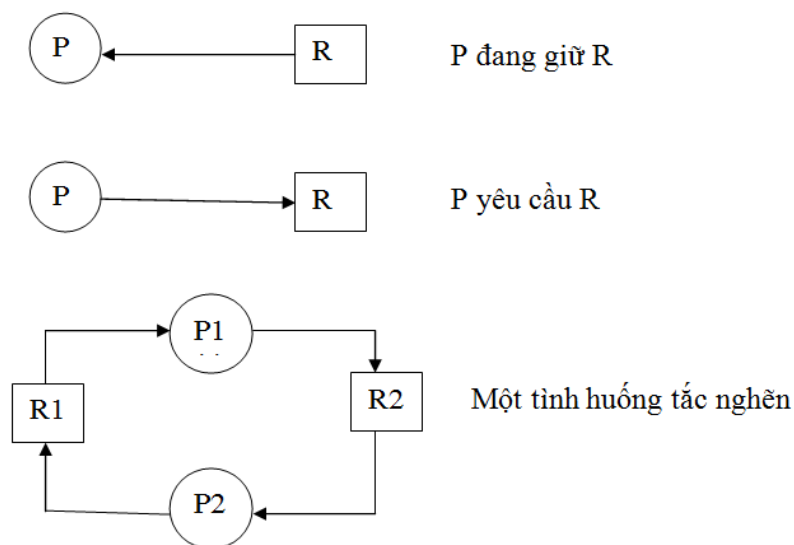 P
R
P đang giữ R
P
R
P yêu cầu R
P1
R1
R2
Một tình huống tắc nghẽn
P2